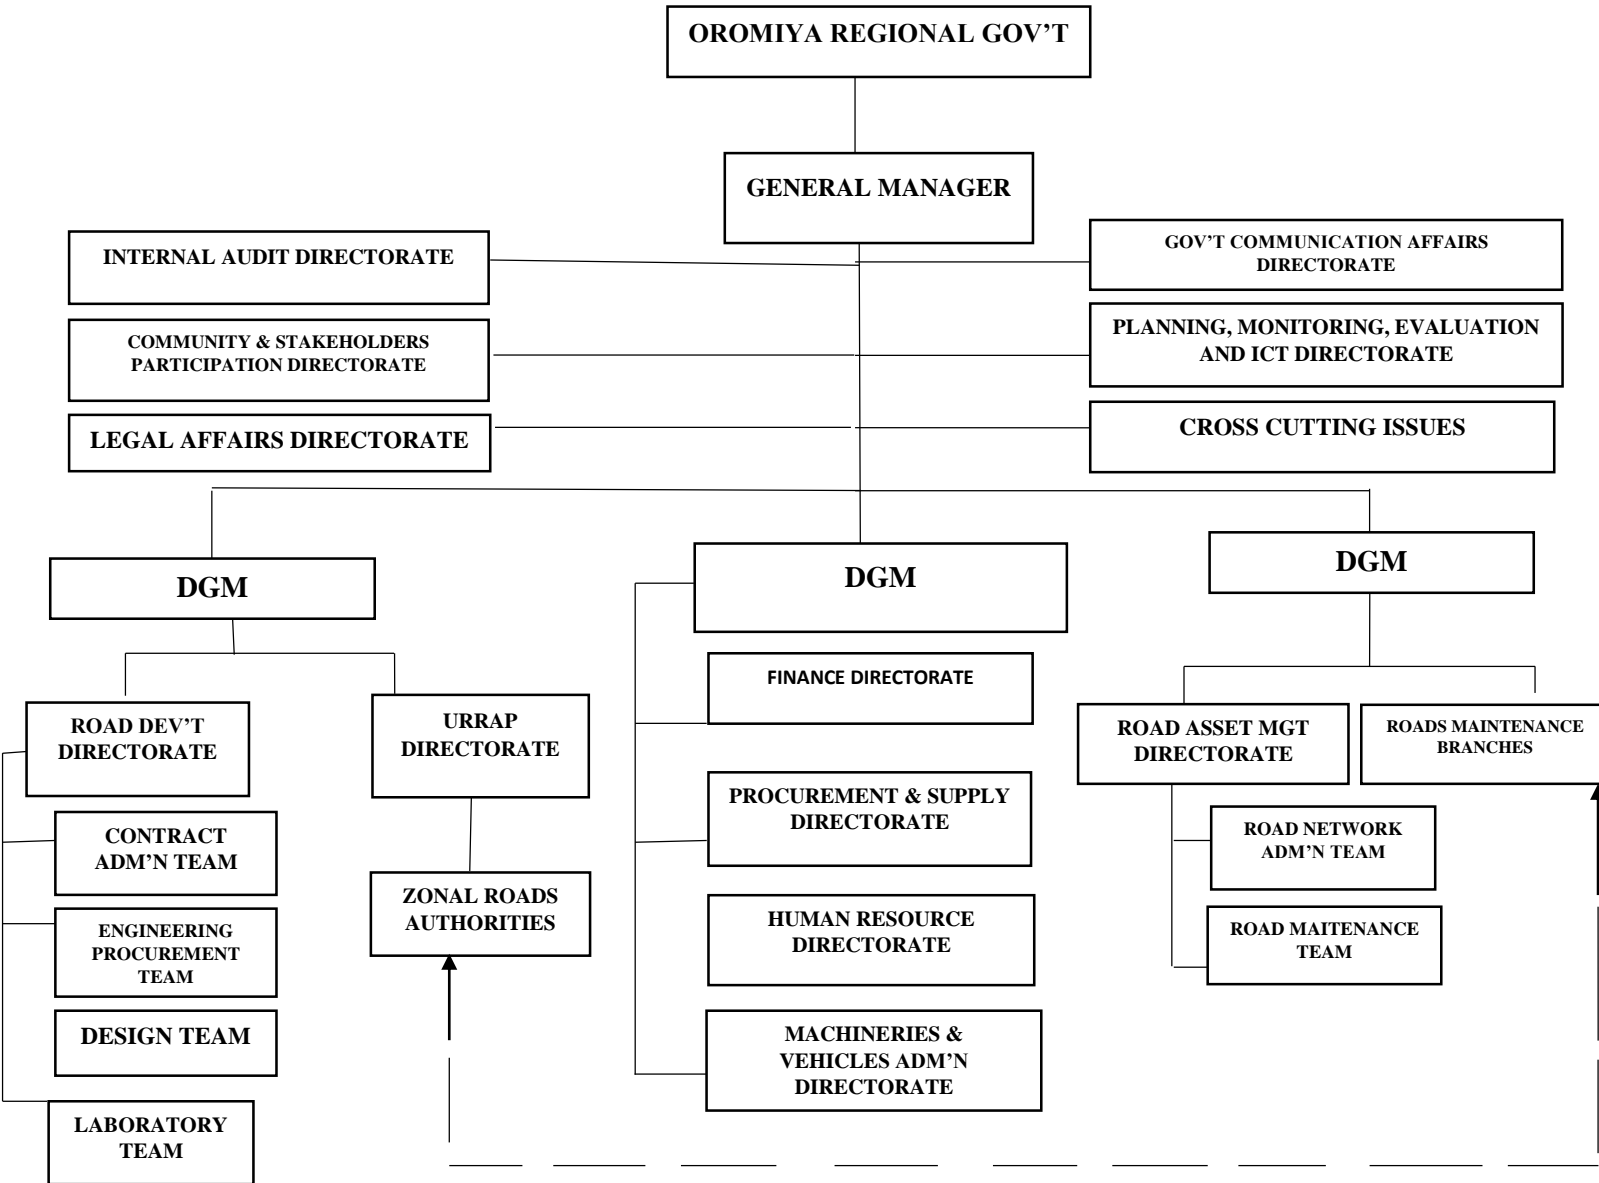 OROMIYA REGIONAL GOV’T
GENERAL MANAGER
INTERNAL AUDIT DIRECTORATE
GOV’T COMMUNICATION AFFAIRS
DIRECTORATE
COMMUNITY & STAKEHOLDERS
PARTICIPATION DIRECTORATE
PLANNING, MONITORING, EVALUATION
AND ICT DIRECTORATE
LEGAL AFFAIRS DIRECTORATE
CROSS CUTTING ISSUES
DGM
DGM
DGM
ROAD DEV’T
DIRECTORATE
CONTRACT
ADM’N TEAM
ENGINEERING
PROCUREMENT
TEAM
DESIGN TEAM
LABORATORY
TEAM
URRAP
DIRECTORATE
ZONAL ROADS
AUTHORITIES
FINANCE DIRECTORATE
PROCUREMENT & SUPPLY
DIRECTORATE
HUMAN RESOURCE
DIRECTORATE
MACHINERIES &
VEHICLES ADM’N
DIRECTORATE
ROAD ASSET MGT
DIRECTORATE
ROAD NETWORK
ADM’N TEAM
ROAD MAITENANCE
TEAM
ROADS MAINTENANCE
BRANCHES